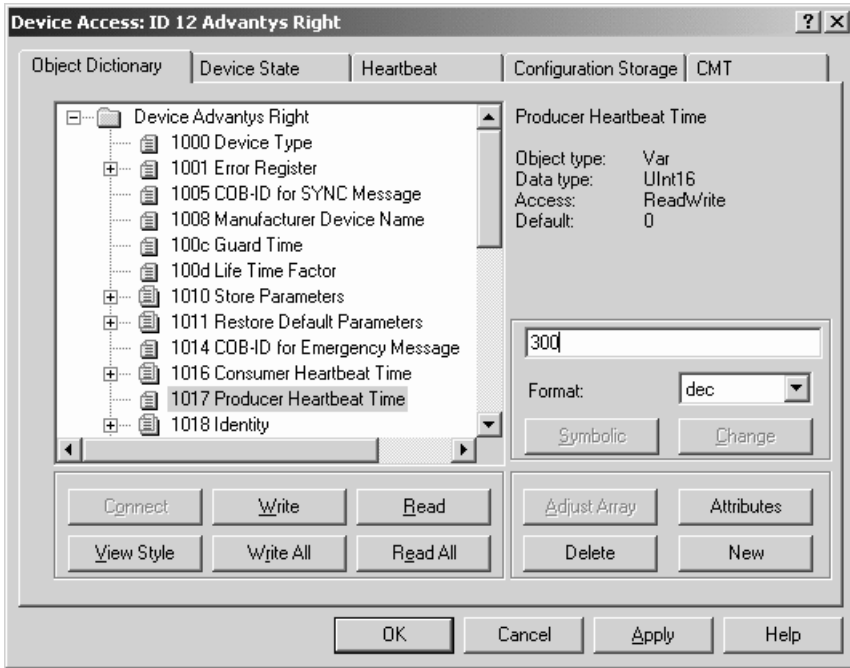 Device Access: ID 12 Advantys Right
Object Dictionary
Device State
Heartbeat
Configuration Storage
CMT
Device Advantys Right
1000 Device Type
1001 Error Register
1005 COB-ID for SYNC Message
1008 Manufacturer Device Name
100c Guard Time
100d Life Time Factor
1010 Store Parameters
1011 Restore Default Parameters
1014 COB-ID for Emergency Message
1016 Consumer Heartbeat Time
1017 Producer Heartbeat Time
1018 Identity
Producer Heartbeat Time
Object type: Var
Data type: UInt16
Access: ReadWrite
Default: 0
300
Format: dec
Symbolic
Change
Connect
Write
Read
View Style
Write All
Read All
Adjust Array
Attributes
Delete
New
OK
Cancel
Apply
Help